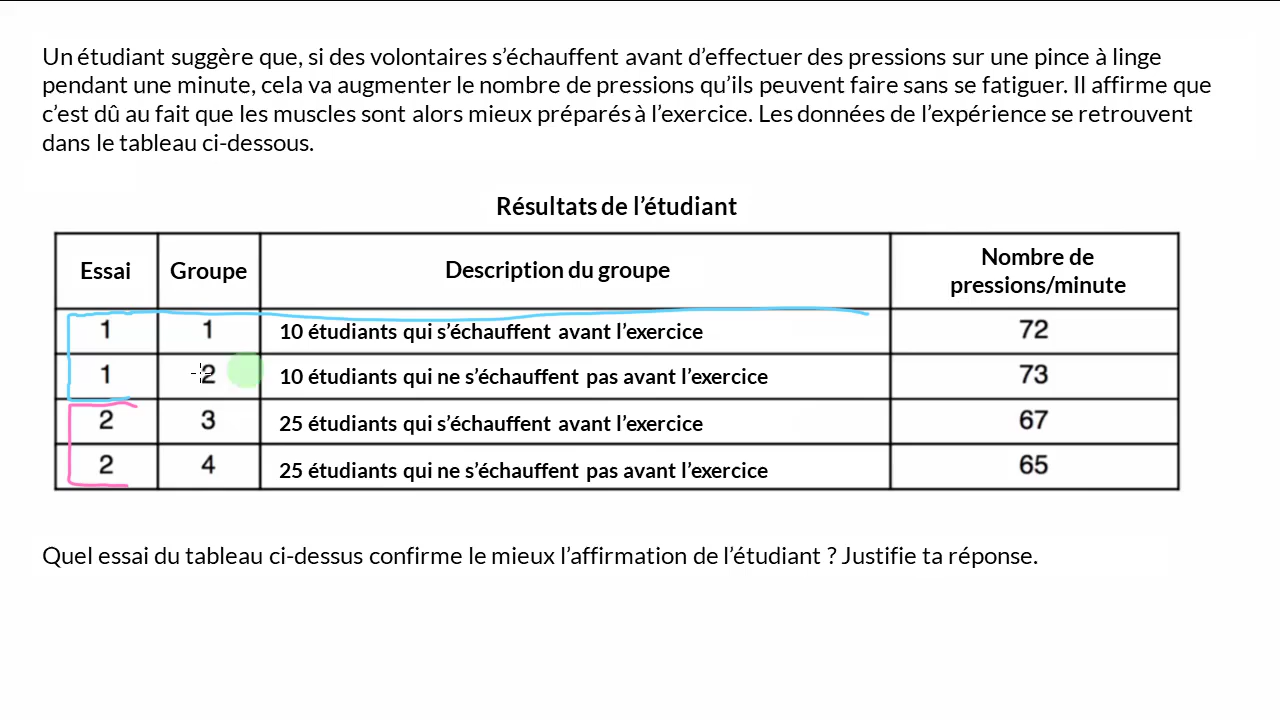 Un étudiant suggère que, si des volontaires s’échauffent avant d’effectuer des pressions sur une pince à linge
pendant une minute, cela va augmenter le nombre de pressions qu’ils peuvent faire sans se fatiguer. Il affirme que
c’est dû au fait que les muscles sont alors mieux préparés à l’exercice. Les données de l’expérience se retrouvent
dans le tableau ci-dessous.
Résultats de l’étudiant
Essai Groupe Description du groupe Nombre de pressions/minute
1 1 10 étudiants qui s’échauffent avant l’exercice 72
1 2 10 étudiants qui ne s’échauffent pas avant l’exercice 73
2 3 25 étudiants qui s’échauffent avant l’exercice 67
2 4 25 étudiants qui ne s’échauffent pas avant l’exercice 65
Quel essai du tableau ci-dessus confirme le mieux l’affirmation de l’étudiant ? Justifie ta réponse.